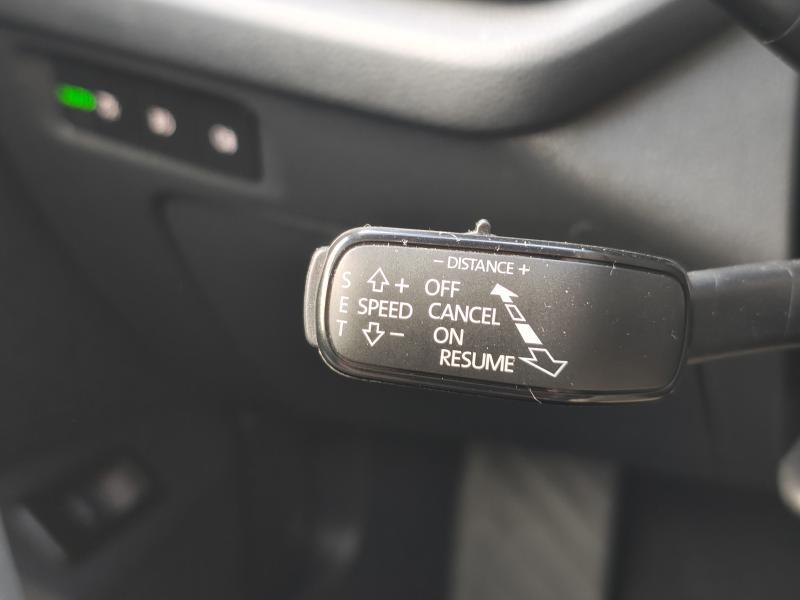 - DISTANCE +
S E T
+
SPEED
-
OFF
CANCEL
ON
RESUME